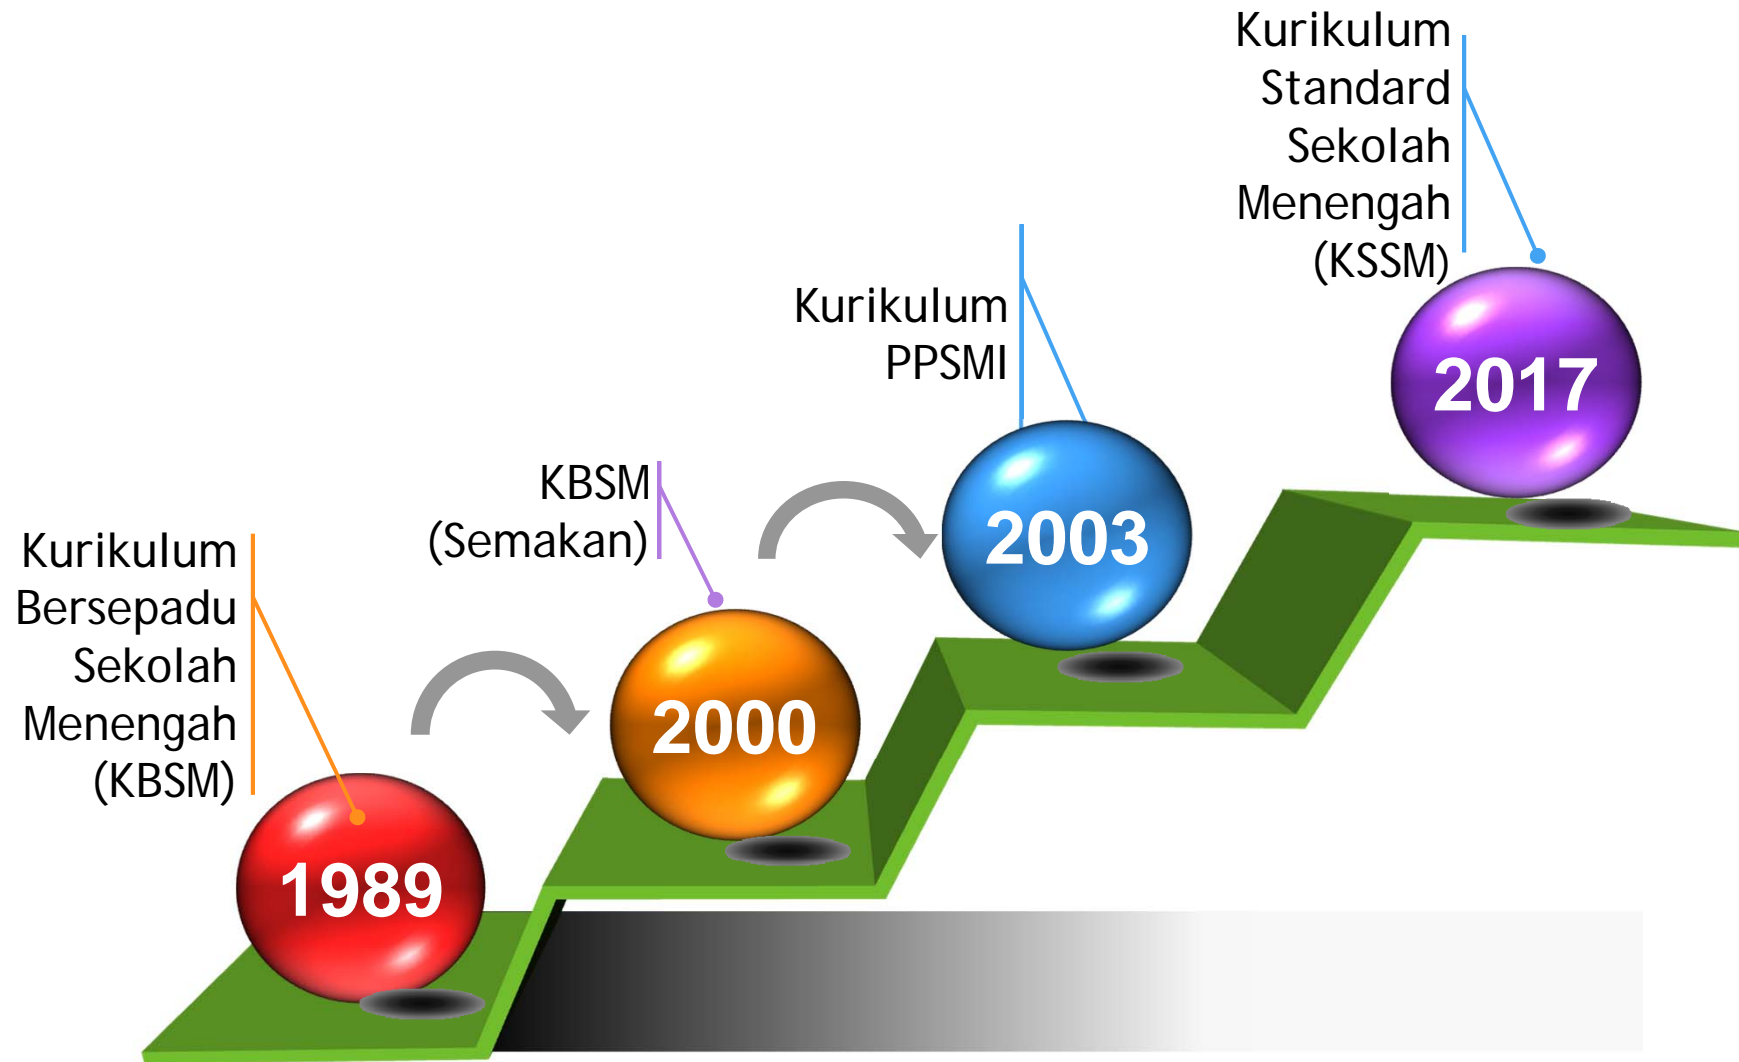 Kurikulum
Bersepadu
Sekolah
Menengah
(KBSM)
1989
KBSM
(Semakan)
2000
Kurikulum
PPSMI
2003
Kurikulum
Standard
Sekolah
Menengah
(KSSM)
2017